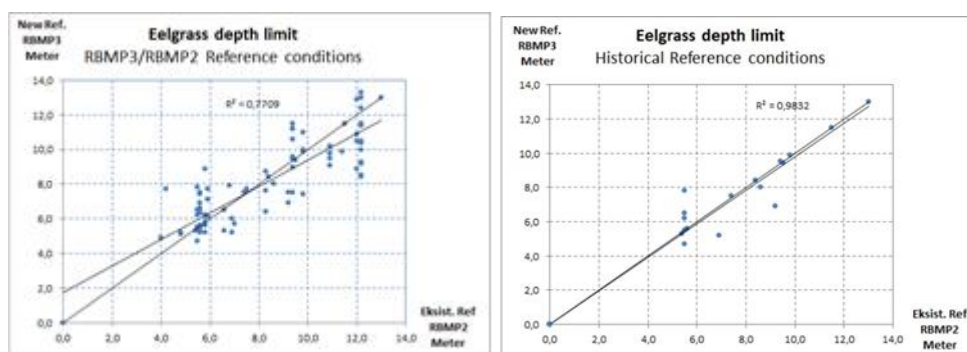 New Ref.
RBMP3
Meter
Eelgrass depth limit
RBMP3/RBMP2 Reference conditions
14,0
12,0
10,0
8,0
6,0
4,0
2,0
0,0
R² = 0,7709
0,0 2,0 4,0 6,0 8,0 10,0 12,0 14,0
Eksist. Ref
RBMP2
Meter
New Ref.
RBMP3
Meter
Eelgrass depth limit
Historical Reference conditions
14,0
12,0
10,0
8,0
6,0
4,0
2,0
0,0
R² = 0,9832
0,0 2,0 4,0 6,0 8,0 10,0 12,0 14,0
Eksist. Ref
RBMP2
Meter